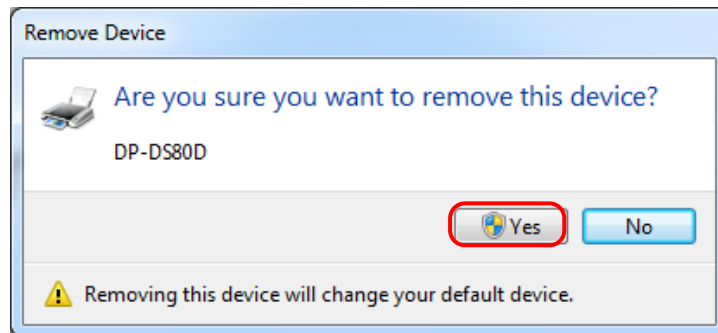 Remove Device
Are you sure you want to remove this device?
DP-DS80D
Yes
No
Removing this device will change your default device.